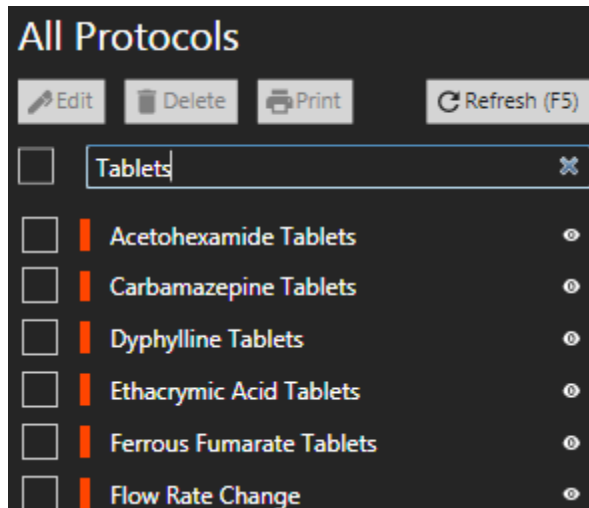 All Protocols
Edit Delete Print Refresh (F5)
Tablets
Acetohexamide Tablets
Carbamazepine Tablets
Dyphylline Tablets
Ethacrymic Acid Tablets
Ferrous Fumarate Tablets
Flow Rate Change